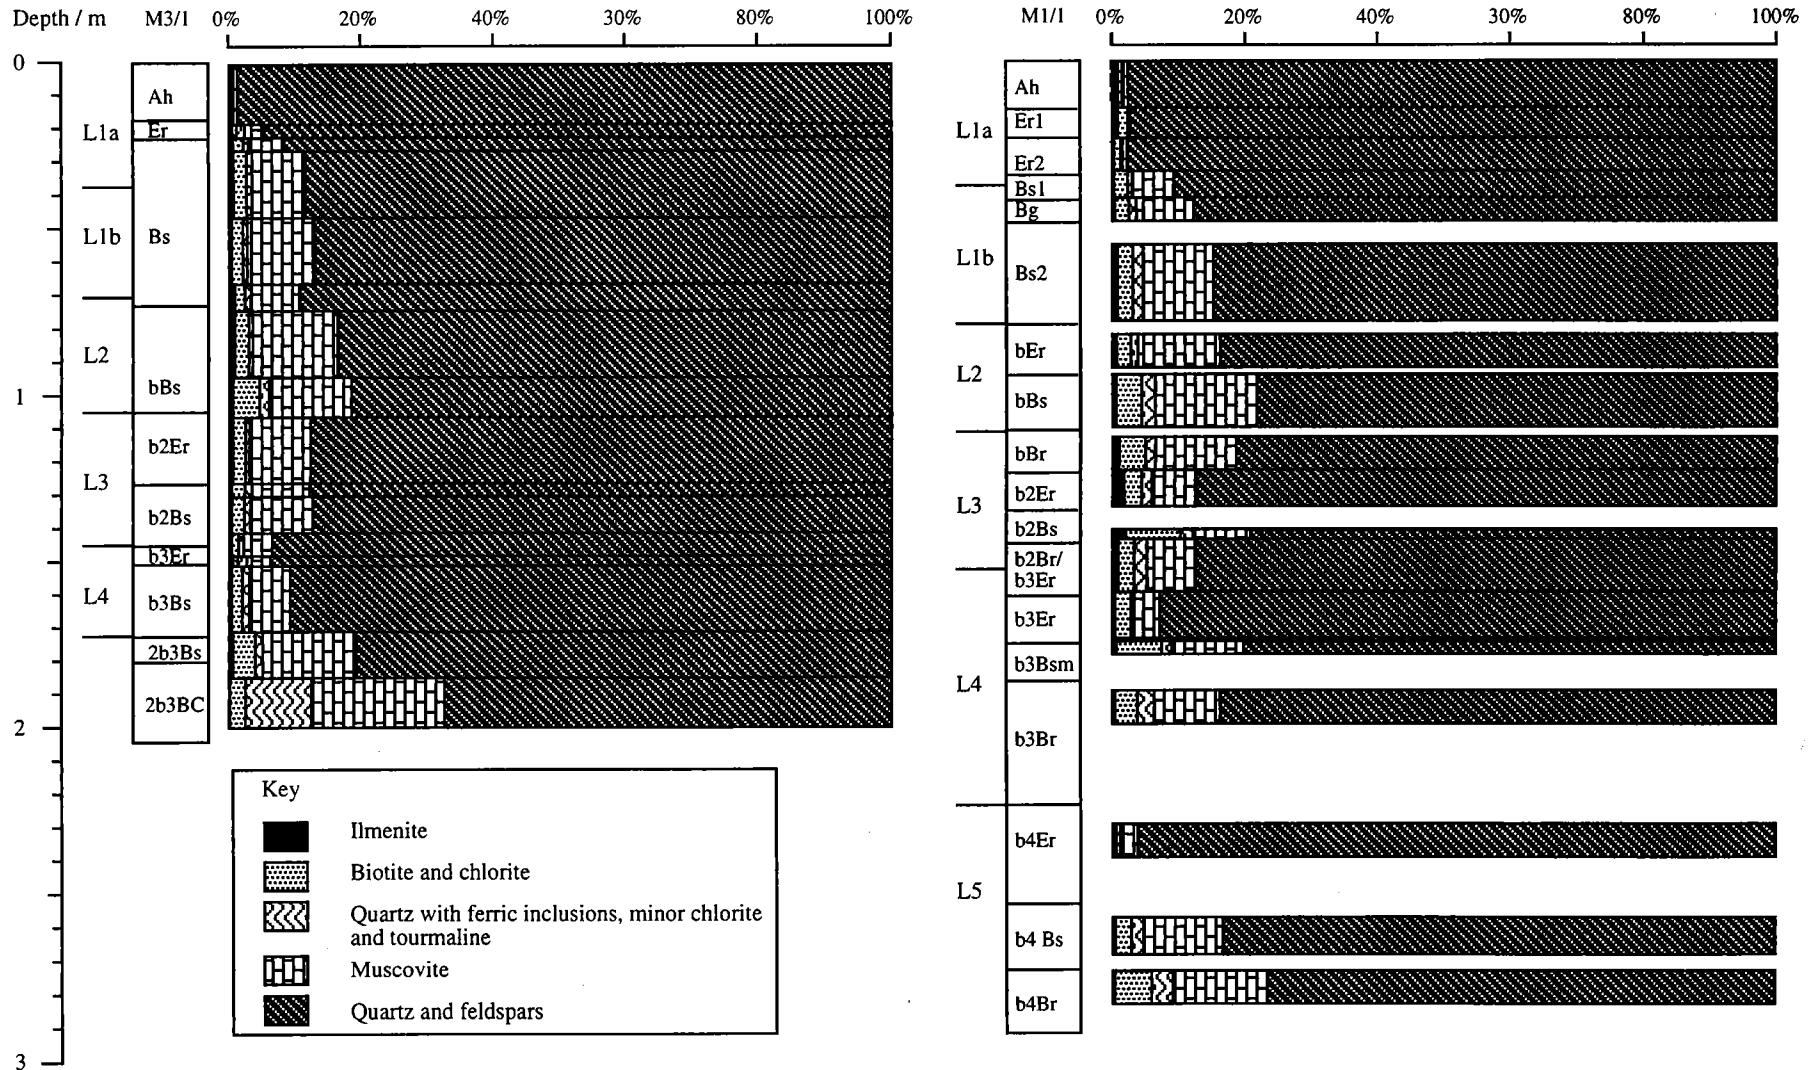 Depth / m M3/1 0% 20% 40% 30% 80% 100%
0
1
2
3
L1a
L1b
L2
L3
L4
Ah
Er
Bs
bBs
b2Er
b2Bs
b3Er
b3Bs
2b3Bs
2b3BC
Key
Ilmenite
Biotite and chlorite
Quartz with ferric inclusions, minor chlorite
and tourmaline
Muscovite
Quartz and feldspars
M1/1 0% 20% 40% 30% 80% 100%
L1a
L1b
L2
L3
L4
L5
Ah
Er1
Er2
Bs1
Bg
Bs2
bEr
bBs
bBr
b2Er
b2Bs
b2Br/
b3Er
b3Er
b3Bsm
b3Br
b4Er
b4 Bs
b4Br